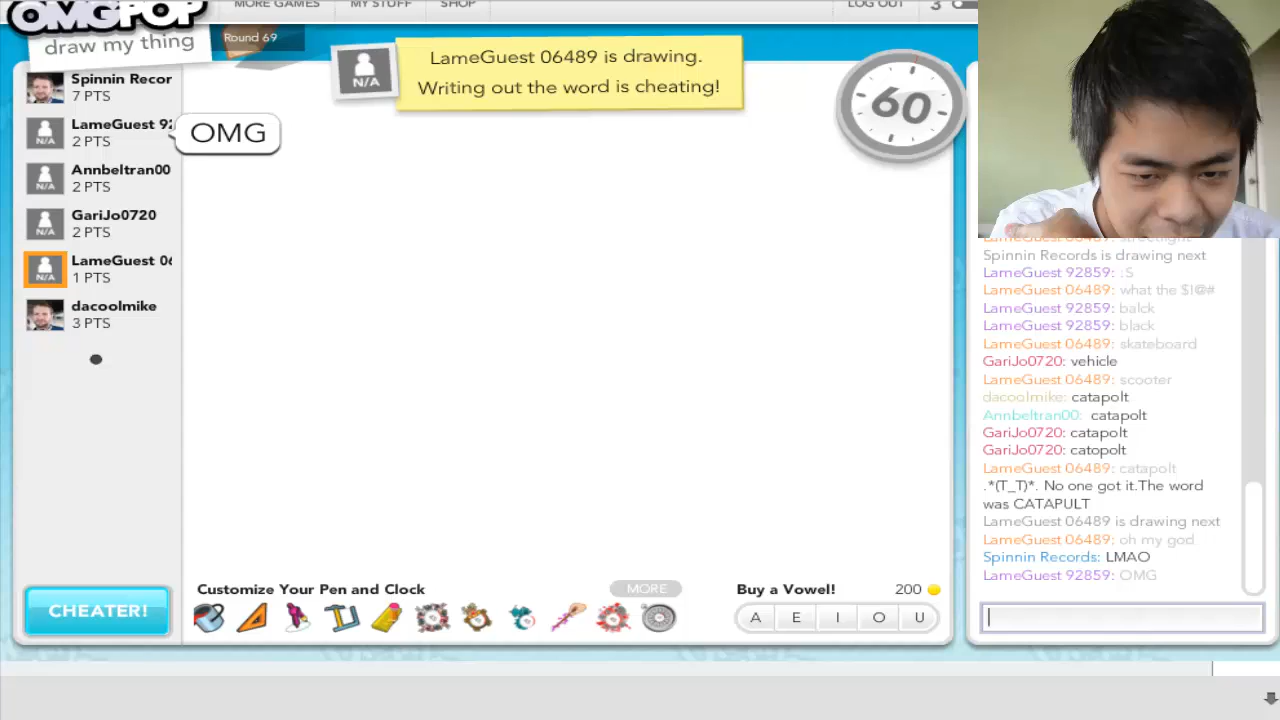 OMGPOP
draw my thing
MORE GAMES
MY STUFF
SHOP
LOG OUT
3
Round 69
N/A
LameGuest 06489 is drawing.
Writing out the word is cheating!
60
Spinnin Recor
7 PTS
N/A
LameGuest 92
2 PTS
OMG
N/A
Annbeltran00
2 PTS
N/A
GariJo0720
2 PTS
N/A
LameGuest 06
1 PTS
dacoolmike
3 PTS
CHEATER!
Customize Your Pen and Clock
MORE
Buy a Vowel!
200
A E I O U
LameGuest 06489: streetlight
Spinnin Records is drawing next
LameGuest 92859: :S
LameGuest 06489: what the $!@#
LameGuest 92859: balck
LameGuest 92859: black
LameGuest 06489: skateboard
GariJo0720: vehicle
LameGuest 06489: scooter
dacoolmike: catapolt
Annbeltran00: catapolt
GariJo0720: catapolt
GariJo0720: catopolt
LameGuest 06489: catapolt
.*(T_T)*. No one got it.The word
was CATAPULT
LameGuest 06489 is drawing next
LameGuest 06489: oh my god
Spinnin Records: LMAO
LameGuest 92859: OMG